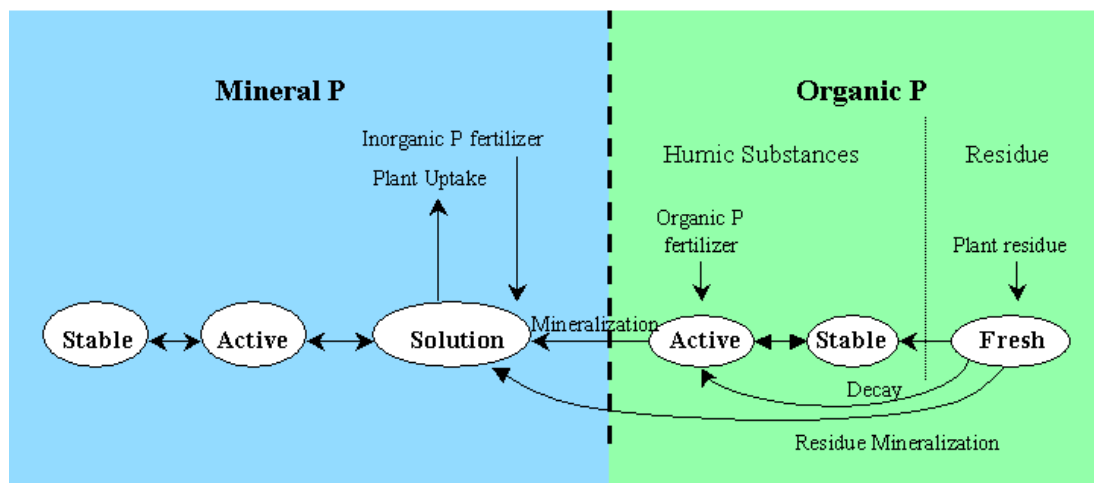 Mineral P
Organic P
Inorganic P fertilizer
Plant Uptake
Humic Substances
Residue
Organic P
fertilizer
Plant residue
Stable
Active
Solution
Mineralization
Active
Stable
Fresh
Decay
Residue Mineralization